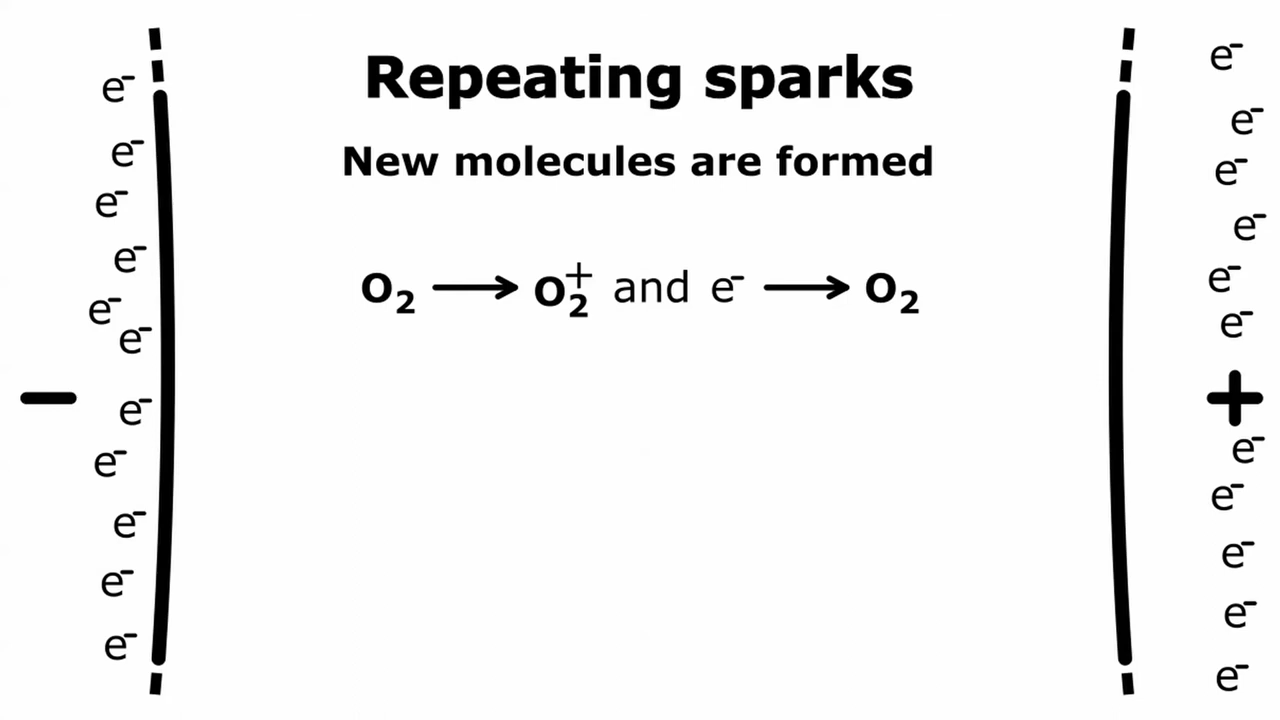 Repeating sparks
New molecules are formed
O₂ → O₂⁺ and e⁻ → O₂
e⁻
e⁻
e⁻
e⁻
e⁻
e⁻
−
e⁻
e⁻
e⁻
e⁻
e⁻
e⁻
e⁻
e⁻
e⁻
e⁻
e⁻
+
e⁻
e⁻
e⁻
e⁻
e⁻